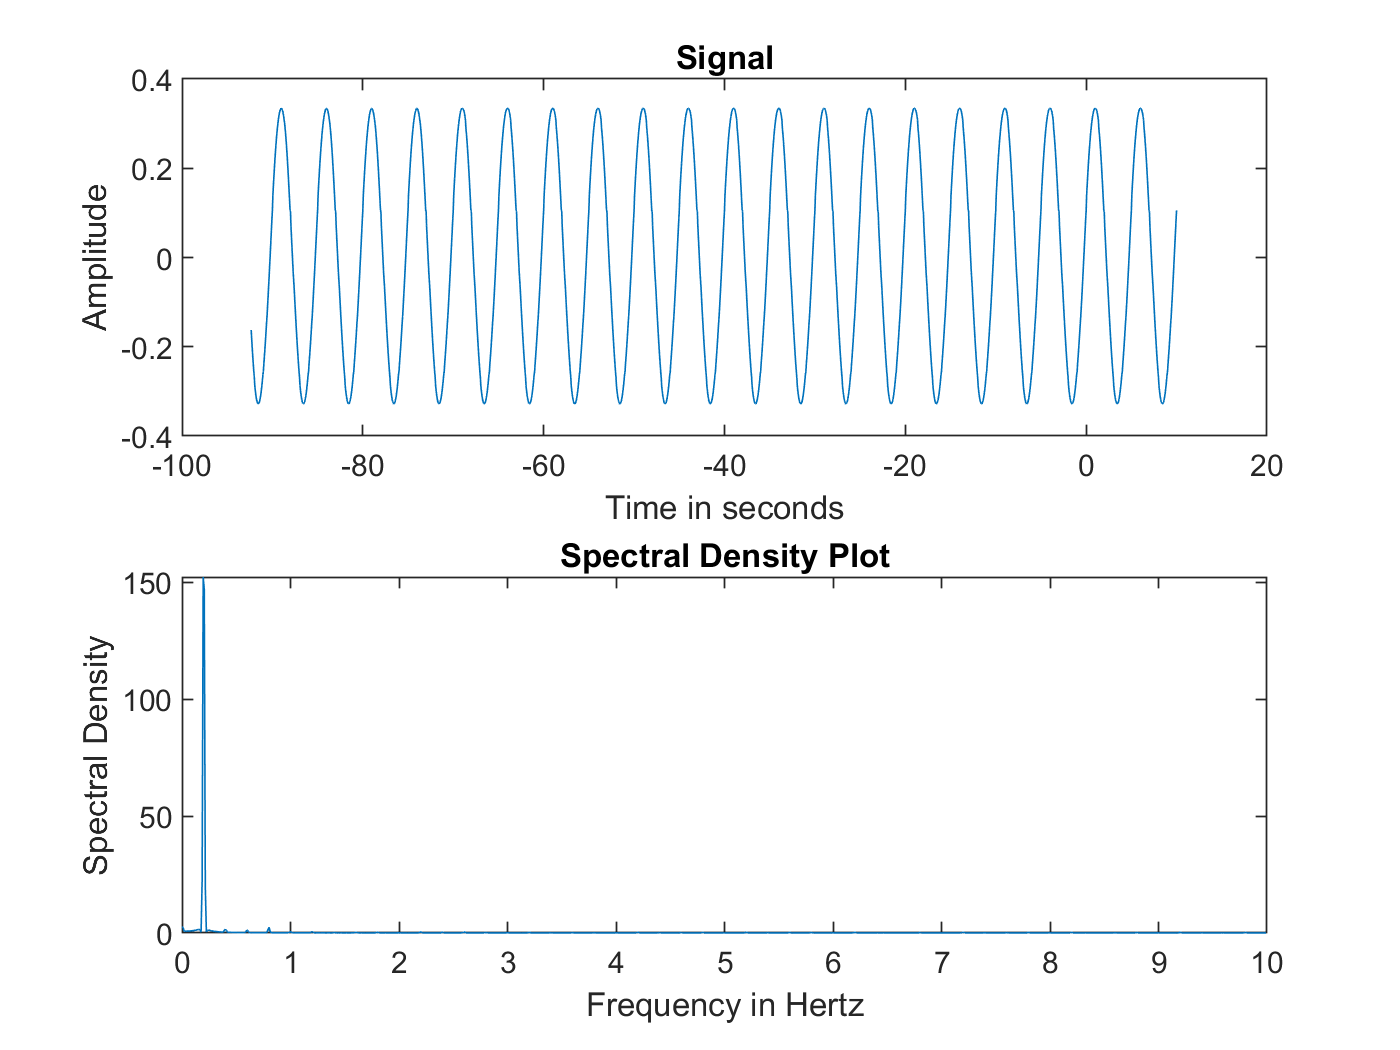 Signal
0.4
0.2
0
-0.2
-0.4
Amplitude
-100 -80 -60 -40 -20 0 20
Time in seconds
Spectral Density Plot
150
100
50
0
Spectral Density
0 1 2 3 4 5 6 7 8 9 10
Frequency in Hertz